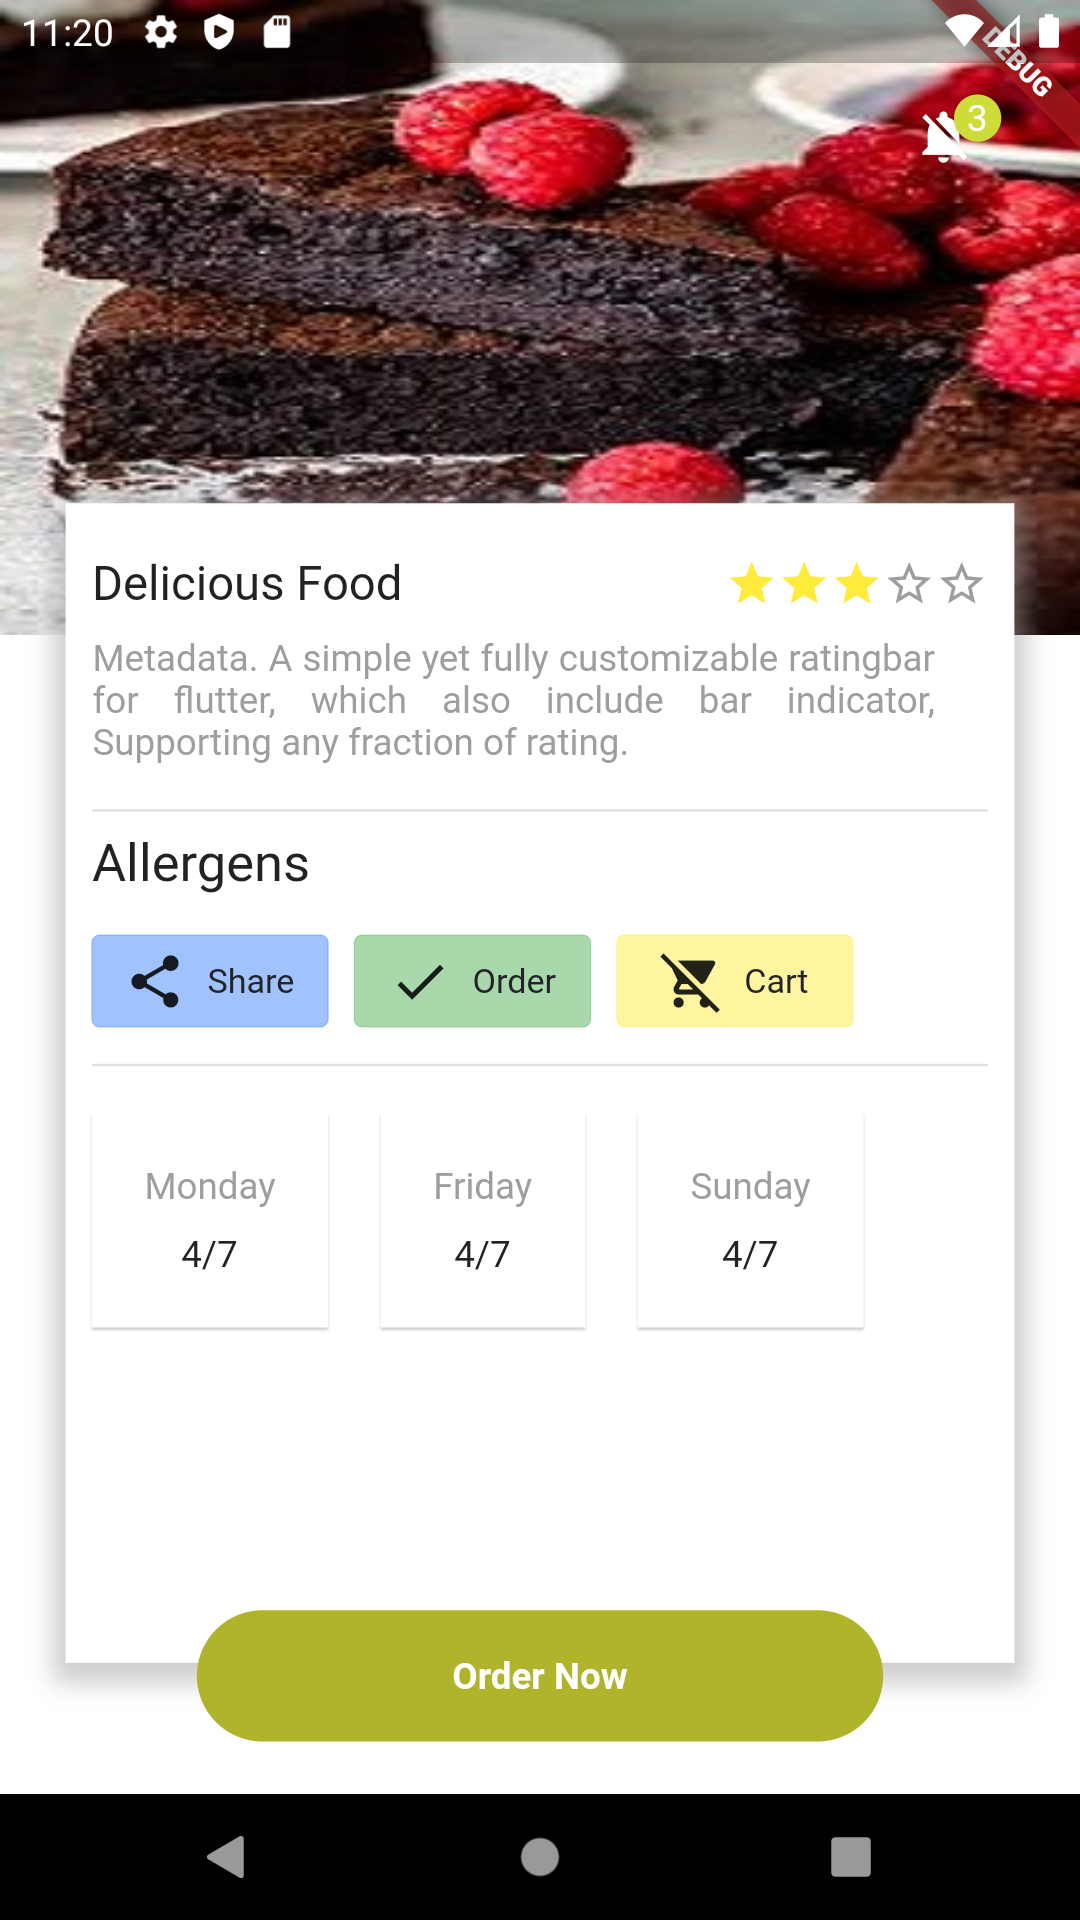 11:20
DEBUG
3
Delicious Food
Metadata. A simple yet fully customizable ratingbar
for flutter, which also include bar indicator,
Supporting any fraction of rating.
Allergens
Share Order Cart
Monday Friday Sunday
4/7 4/7 4/7
Order Now